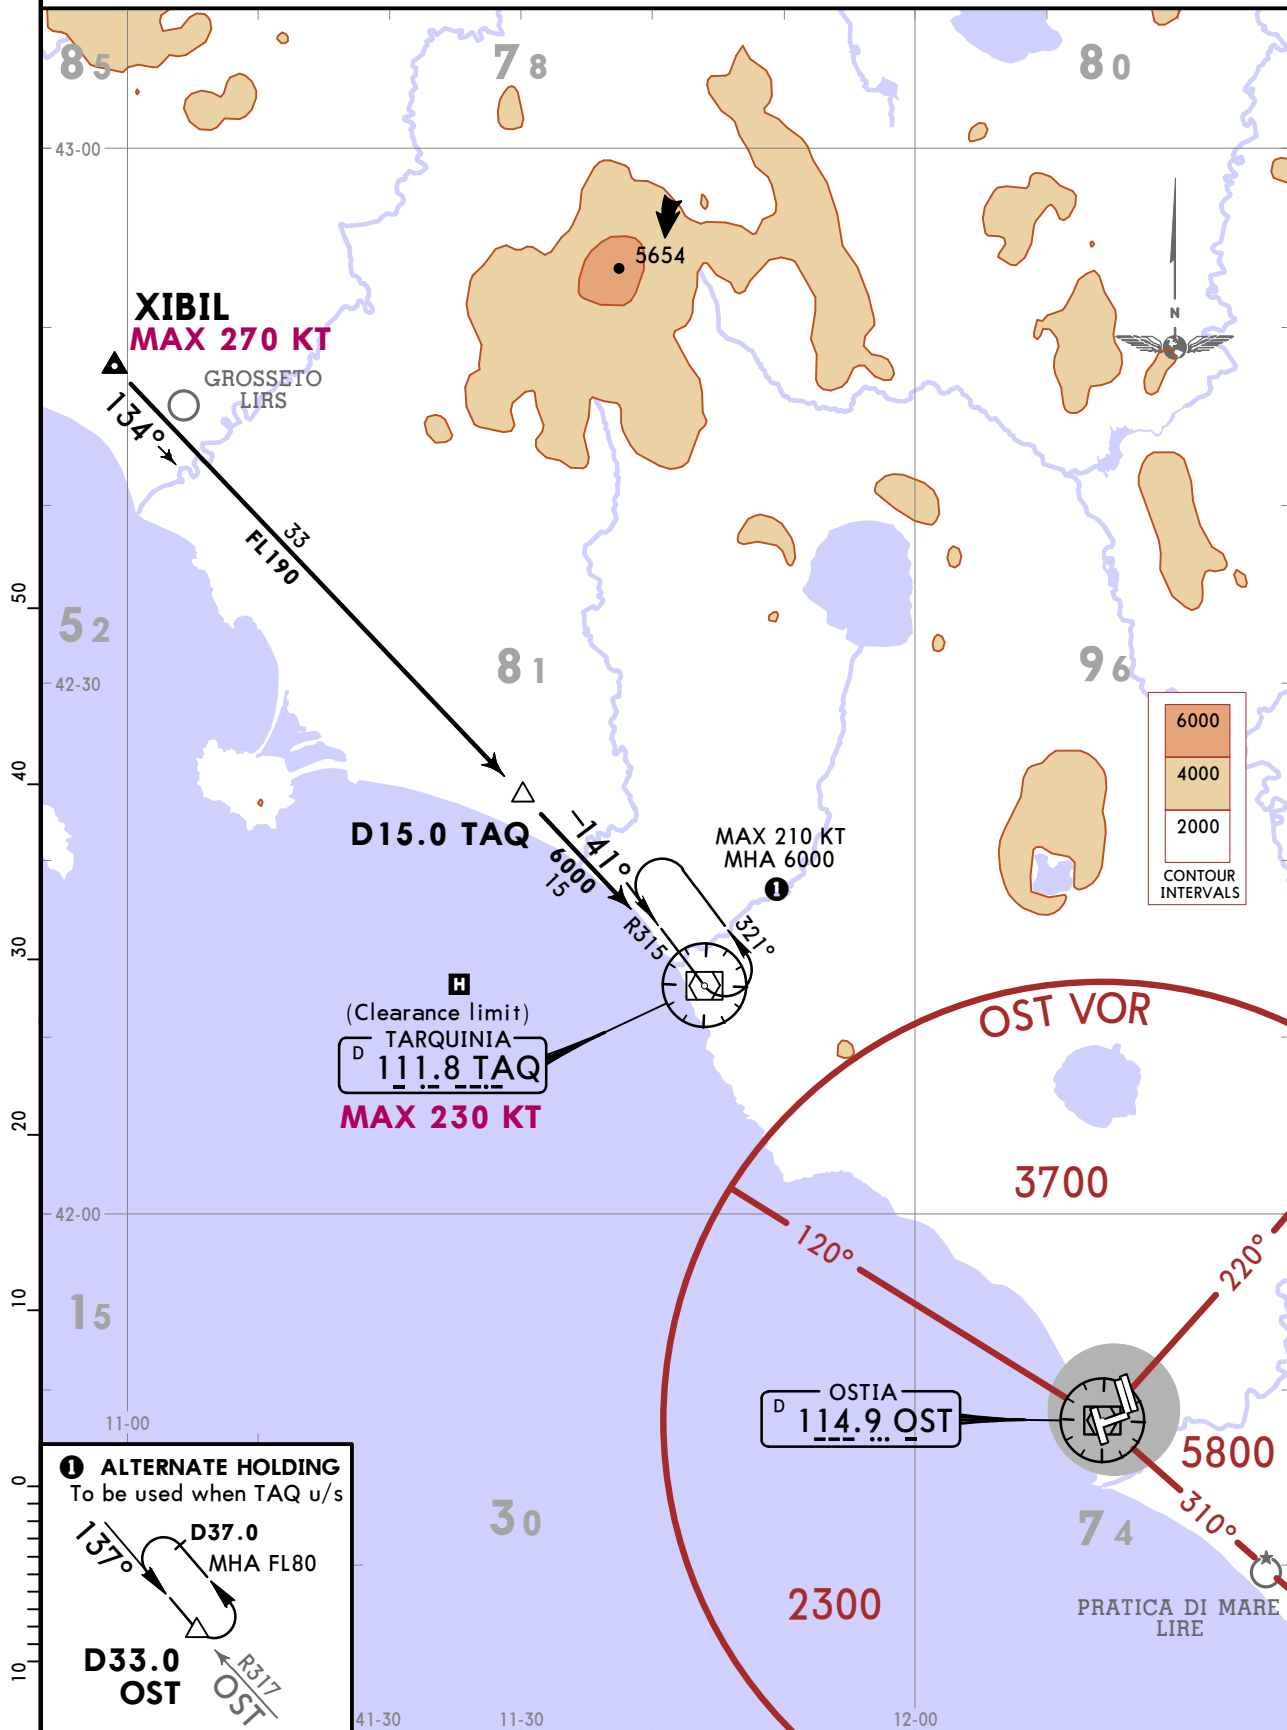 85
78
80
43-00
5654
XIBIL
MAX 270 KT
N
GROSSETO
LIRS
134°
33
FL190
50
52
81
96
42-30
6000
4000
2000
CONTOUR
INTERVALS
40
D15.0 TAQ
-141°
6000
15
MAX 210 KT
MHA 6000
1
R315
321°
30
H
(Clearance limit)
TARQUINIA
D 111.8 TAQ
MAX 230 KT
OST VOR
20
3700
42-00
120°
220°
10
15
OSTIA
D 114.9 OST
11-00
5800
310°
0
30
74
2300
PRATICA DI MARE
LIRE
1 ALTERNATE HOLDING
To be used when TAQ u/s
137°
D37.0
MHA FL80
D33.0
OST
R317
OST
10
41-30
11-30
12-00